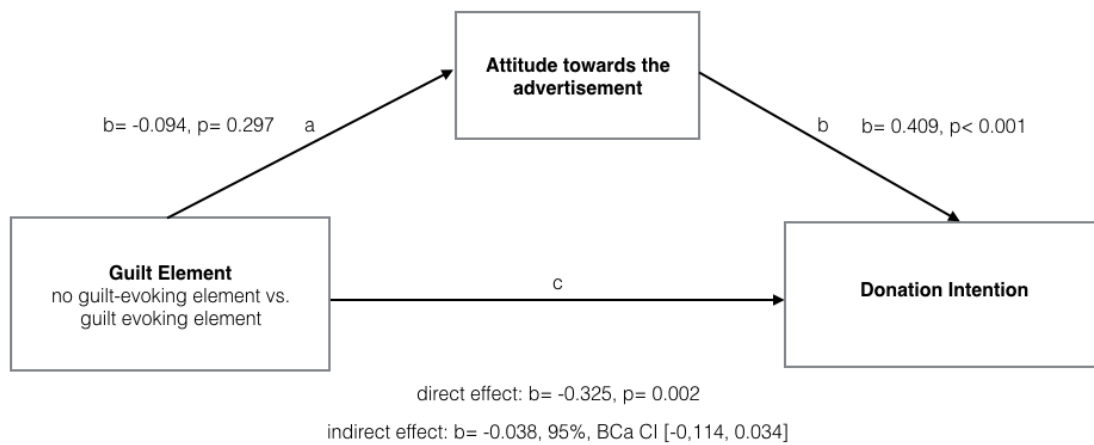 Attitude towards the
advertisement
b= -0.094, p= 0.297
a
b
b= 0.409, p< 0.001
Guilt Element
no guilt-evoking element vs.
guilt evoking element
c
Donation Intention
direct effect: b= -0.325, p= 0.002
indirect effect: b= -0.038, 95%, BCa CI [-0,114, 0.034]